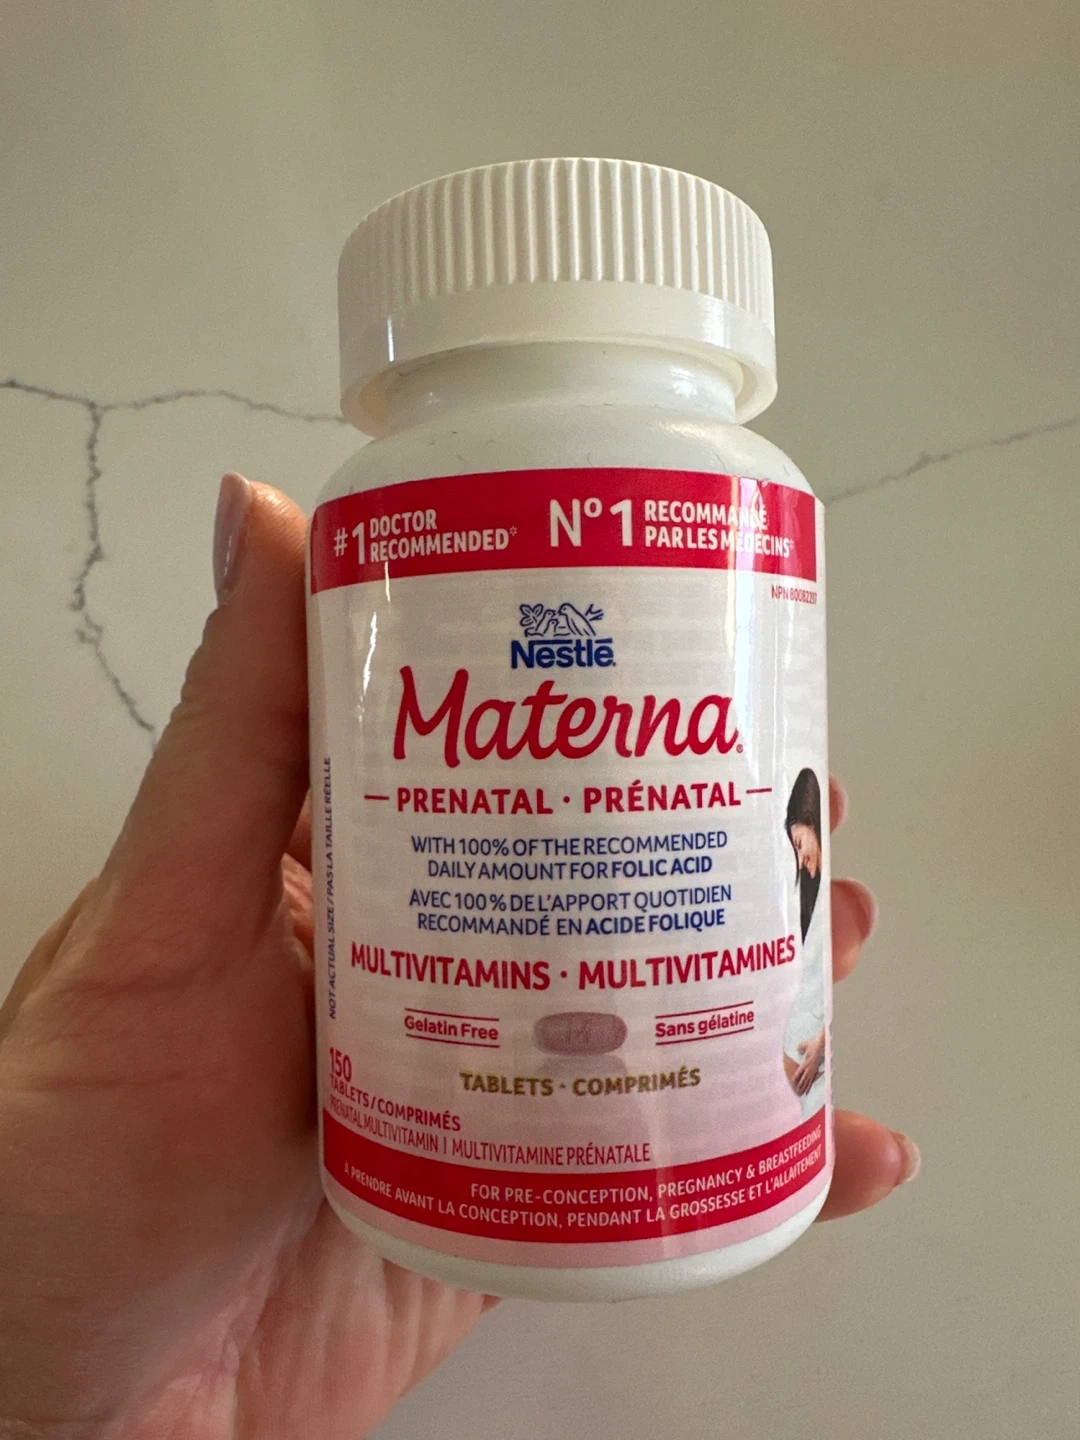 #1 DOCTOR
RECOMMENDED*
Nº1 RECOMMANDÉ
PAR LES MÉDECINS*
NPN 80082297
Nestlé®
Materna®
PRENATAL · PRÉNATAL
WITH 100% OF THE RECOMMENDED
DAILY AMOUNT FOR FOLIC ACID
AVEC 100% DE L'APPORT QUOTIDIEN
RECOMMANDÉ EN ACIDE FOLIQUE
MULTIVITAMINS · MULTIVITAMINES
Gelatin Free
Sans gélatine
TABLETS · COMPRIMÉS
NOT ACTUAL SIZE / PAS LA TAILLE RÉELLE
150
TABLETS / COMPRIMÉS
PRENATAL MULTIVITAMIN | MULTIVITAMINE PRÉNATALE
FOR PRE-CONCEPTION, PREGNANCY & BREASTFEEDING
À PRENDRE AVANT LA CONCEPTION, PENDANT LA GROSSESSE ET L'ALLAITEMENT